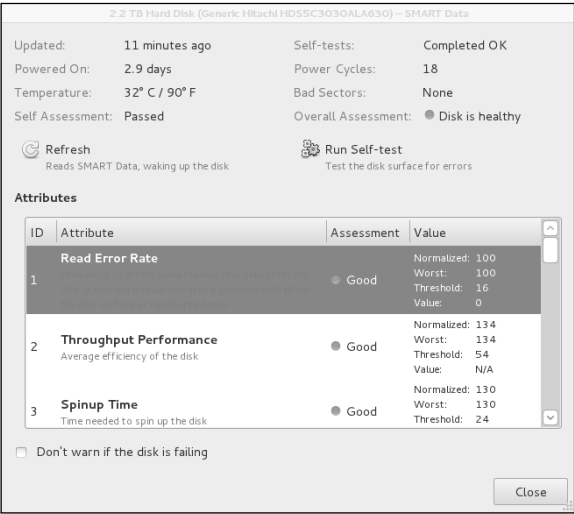 2.2 TB Hard Disk (Generic Hitachi HDS5C3030ALA630) – SMART Data
Updated: 11 minutes ago Self-tests: Completed OK
Powered On: 2.9 days Power Cycles: 18
Temperature: 32° C / 90° F Bad Sectors: None
Self Assessment: Passed Overall Assessment: Disk is healthy
Refresh Run Self-test
Reads SMART Data, waking up the disk Test the disk surface for errors
Attributes
ID Attribute Assessment Value
1 Read Error Rate Good
Normalized: 100
Worst: 100
Threshold: 16
Value: 0
2 Throughput Performance Good
Average efficiency of the disk
Normalized: 134
Worst: 134
Threshold: 54
Value: N/A
3 Spinup Time Good
Time needed to spin up the disk
Normalized: 130
Worst: 130
Threshold: 24
Don't warn if the disk is failing
Close